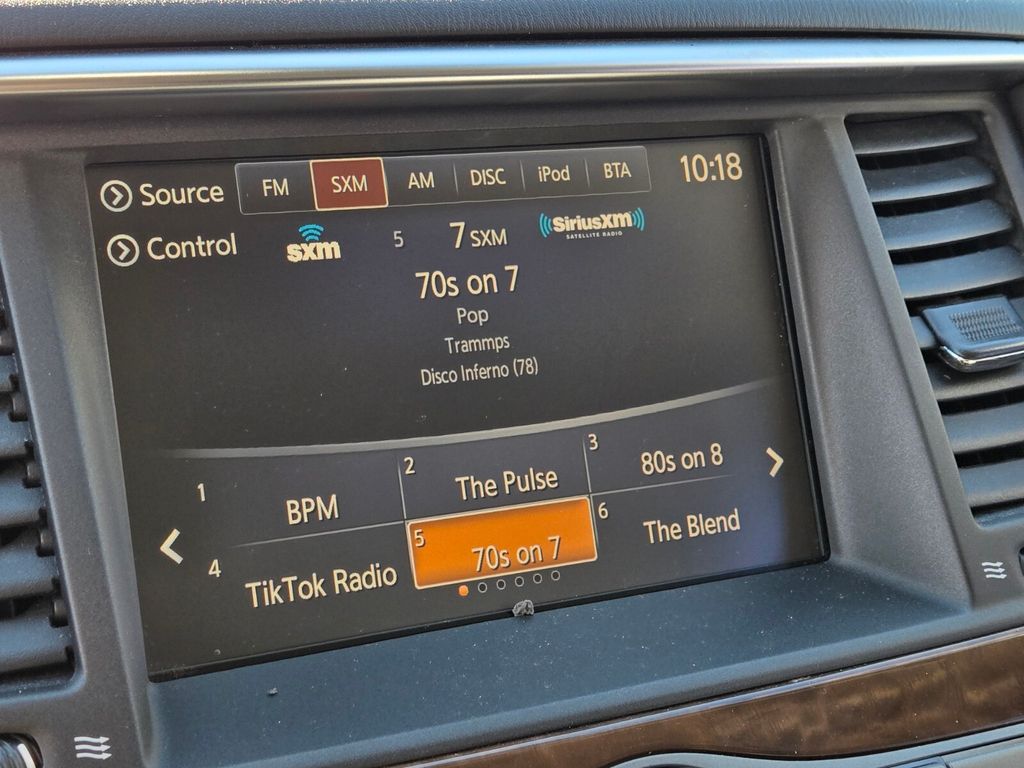 Source FM SXM AM DISC iPod BTA 10:18
Control sxm 5 7 SXM SiriusXM
SATELLITE RADIO
70s on 7
Pop
Trammps
Disco Inferno (78)
1 BPM 2 The Pulse 3 80s on 8
4 TikTok Radio 5 70s on 7 6 The Blend